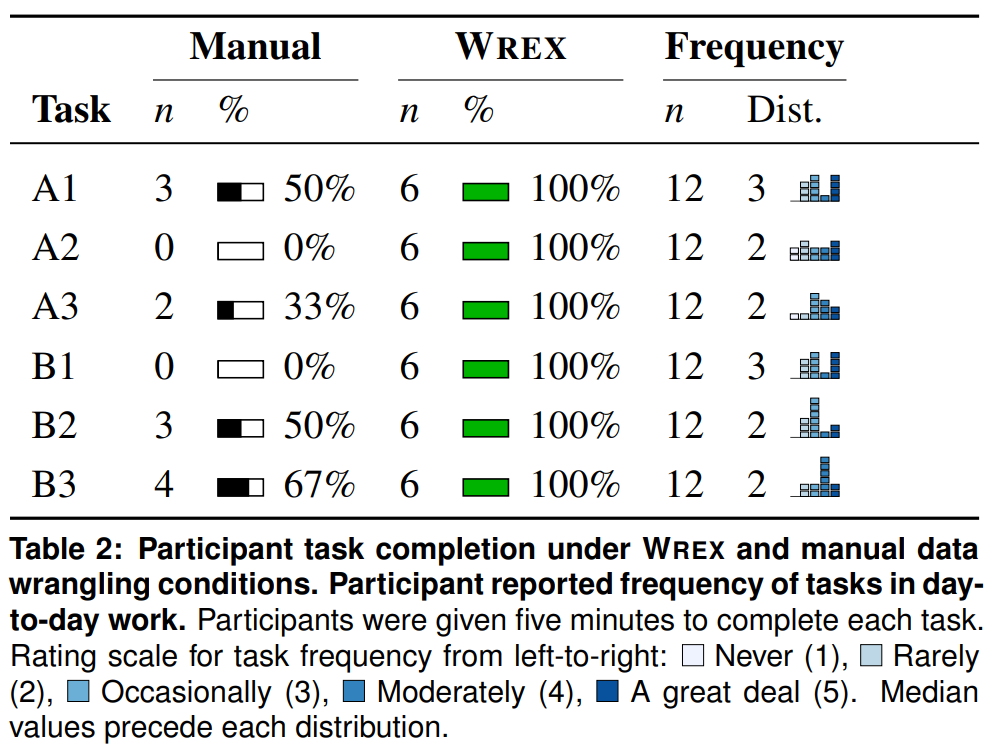 Manual WREX Frequency
Task n % n % n Dist.
A1 3 50% 6 100% 12 3
A2 0 0% 6 100% 12 2
A3 2 33% 6 100% 12 2
B1 0 0% 6 100% 12 3
B2 3 50% 6 100% 12 2
B3 4 67% 6 100% 12 2
Table 2: Participant task completion under WREX and manual data
wrangling conditions. Participant reported frequency of tasks in day-
to-day work. Participants were given five minutes to complete each task.
Rating scale for task frequency from left-to-right: Never (1), Rarely
(2), Occasionally (3), Moderately (4), A great deal (5). Median
values precede each distribution.